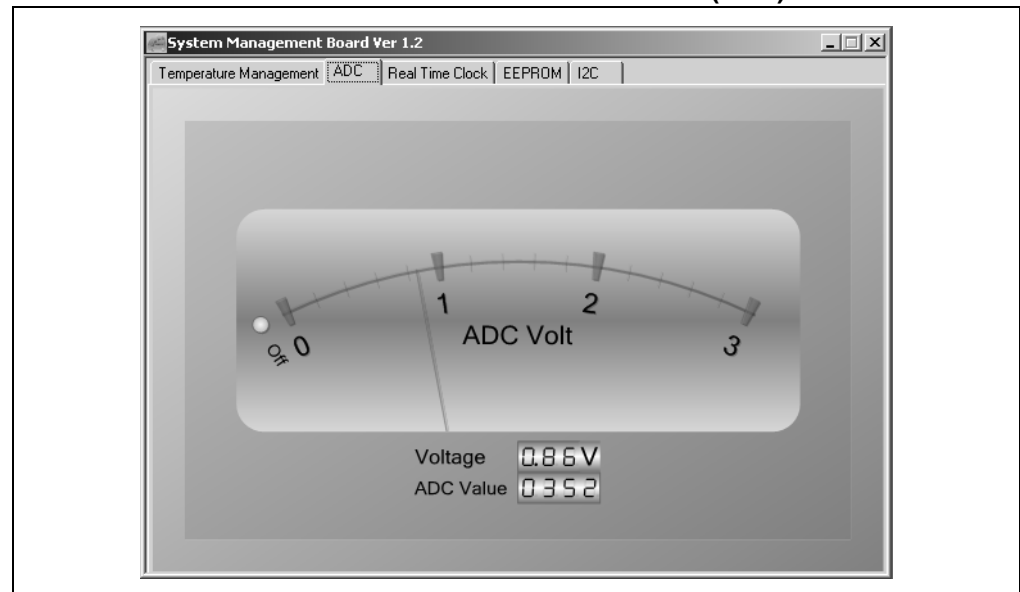 System Management Board Ver 1.2
Temperature Management ADC Real Time Clock EEPROM I2C
1 2
0 3
Off
ADC Volt
Voltage 0.86V
ADC Value 0352